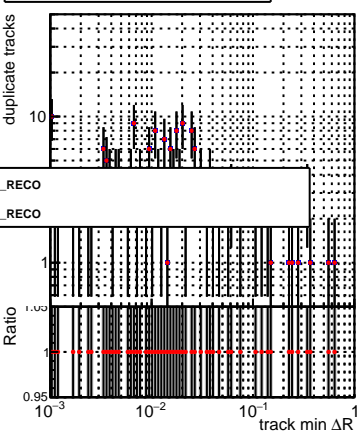 duplicate tracks
10
_RECO
_RECO
1
Ratio
1.05
1
0.95
10⁻³
10⁻²
10⁻¹
1
track min ΔR